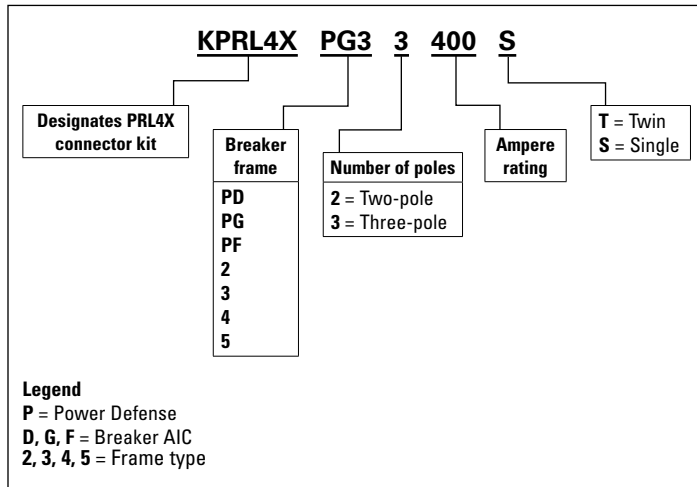 KPRL4X PG3 3 400 S
Designates PRL4X
connector kit
Breaker
frame
PD
PG
PF
2
3
4
5
Number of poles
2 = Two-pole
3 = Three-pole
Ampere
rating
T = Twin
S = Single
Legend
P = Power Defense
D, G, F = Breaker AIC
2, 3, 4, 5 = Frame type